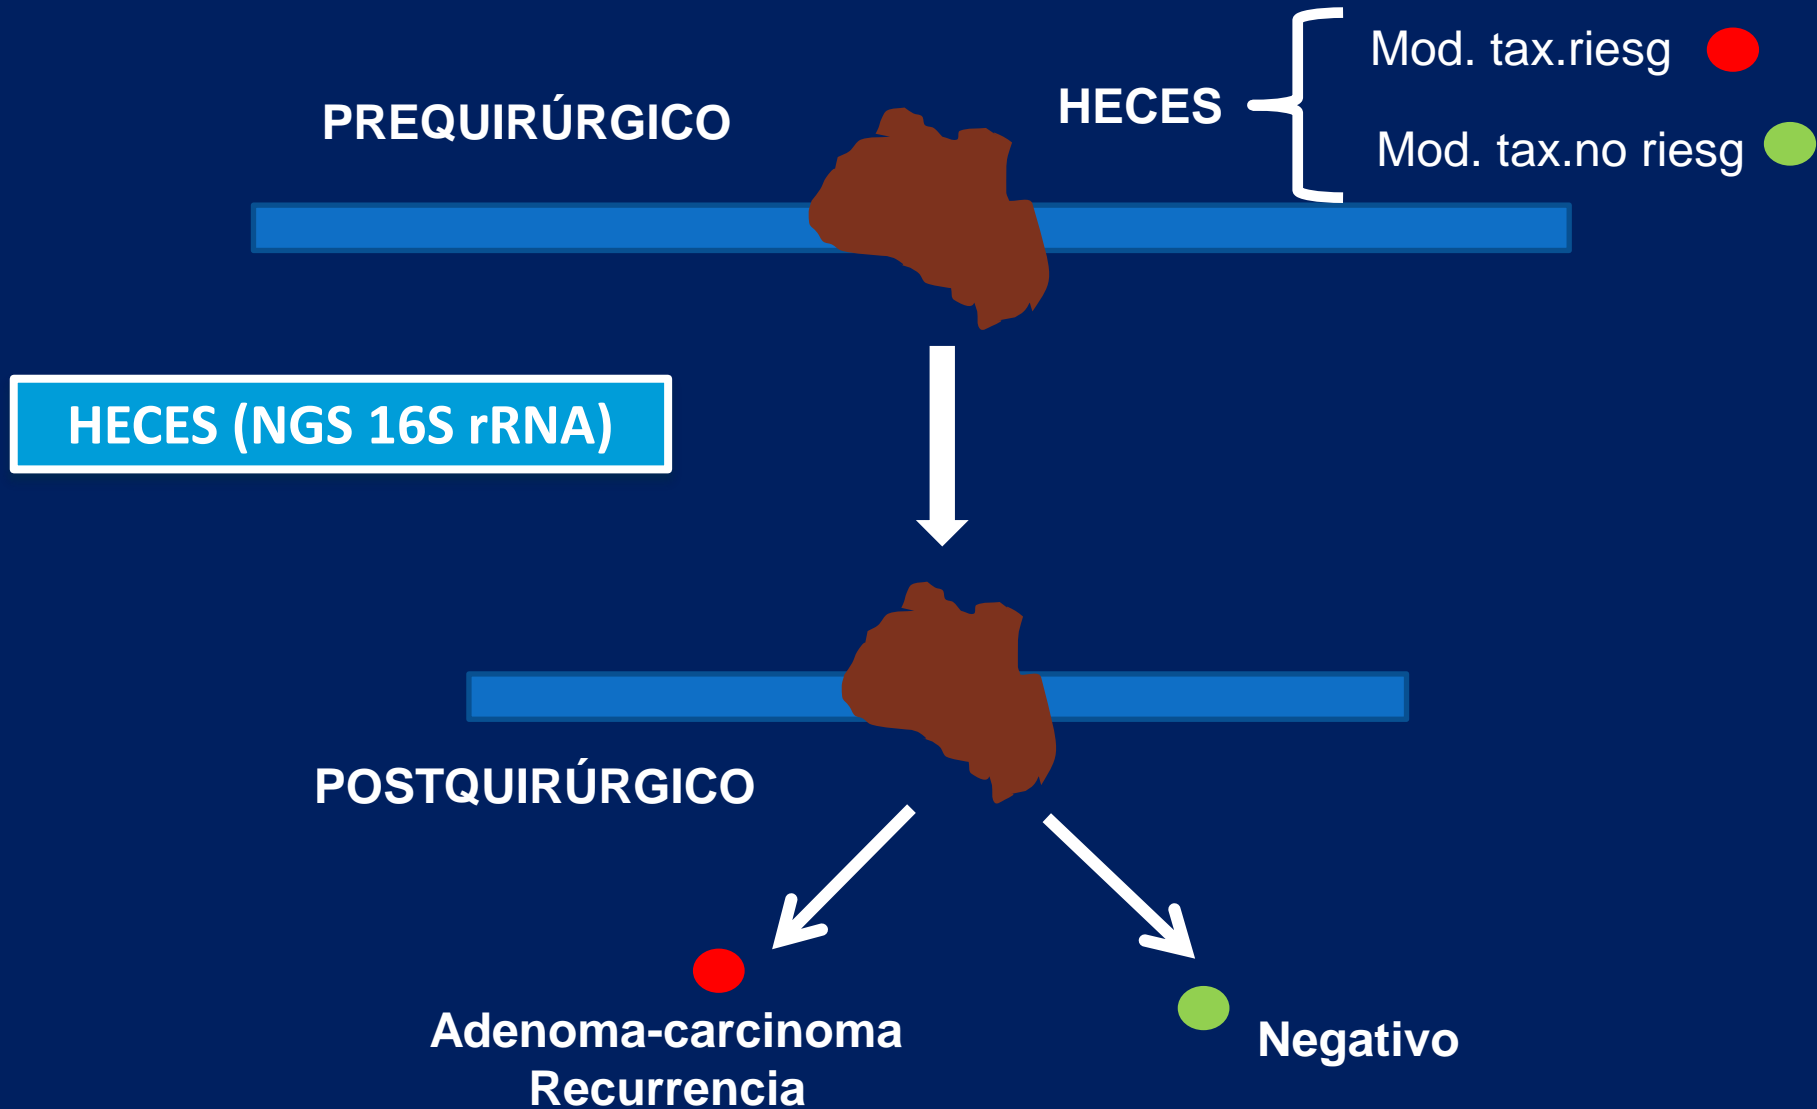 PREQUIRÚRGICO
HECES
Mod. tax.riesg
Mod. tax.no riesg
HECES (NGS 16S rRNA)
POSTQUIRÚRGICO
Adenoma-carcinoma
Recurrencia
Negativo